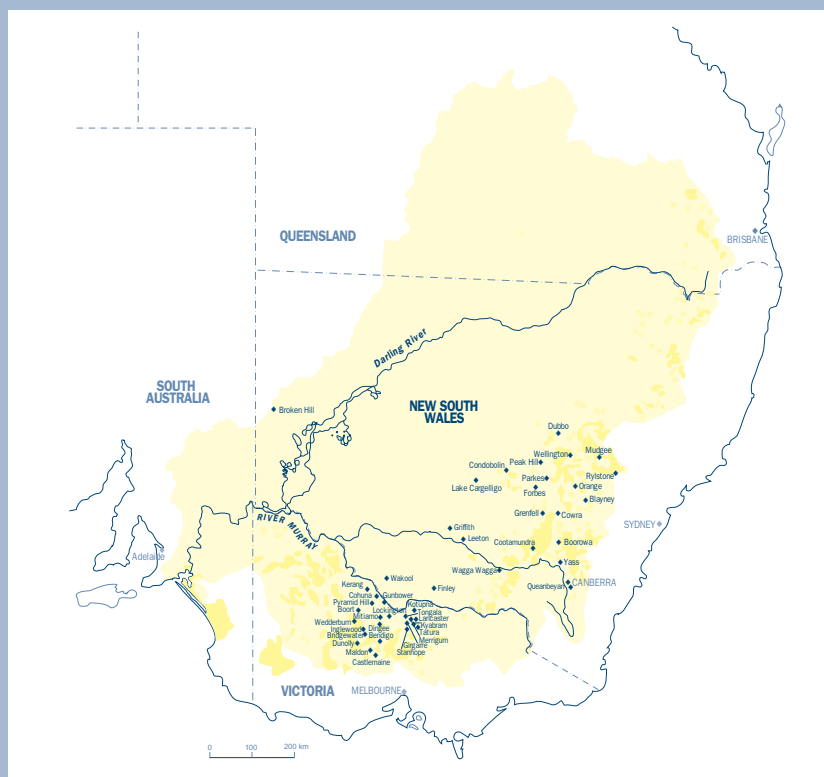 BRISBANE
QUEENSLAND
Darling River
SOUTH
AUSTRALIA
Broken Hill
NEW SOUTH
WALES
Dubbo
Mudgee
Wellington
Peak Hill
Condobolin
Rylstone
Parkes
Lake Cargelligo
Orange
Forbes
Blayney
Grenfell
Cowra
RIVER MURRAY
SYDNEY
Griffith
Leeton
Cootamundra
Boorowa
Adelaide
Yass
Wagga Wagga
Wakool
CANBERRA
Kerang
Finley
Queanbeyan
Cohuna
Gunbower
Pyramid Hill
Kotupna
Boort
Lockington
Tongala
Mitiamo
Lancaster
Wedderburn
Kyabram
Inglewood
Dingee
Tatura
Bridgewater
Bendigo
Merrigum
Dunolly
Girgarre
Maldon
Stanhope
Castlemaine
VICTORIA
MELBOURNE
0 100 200 km